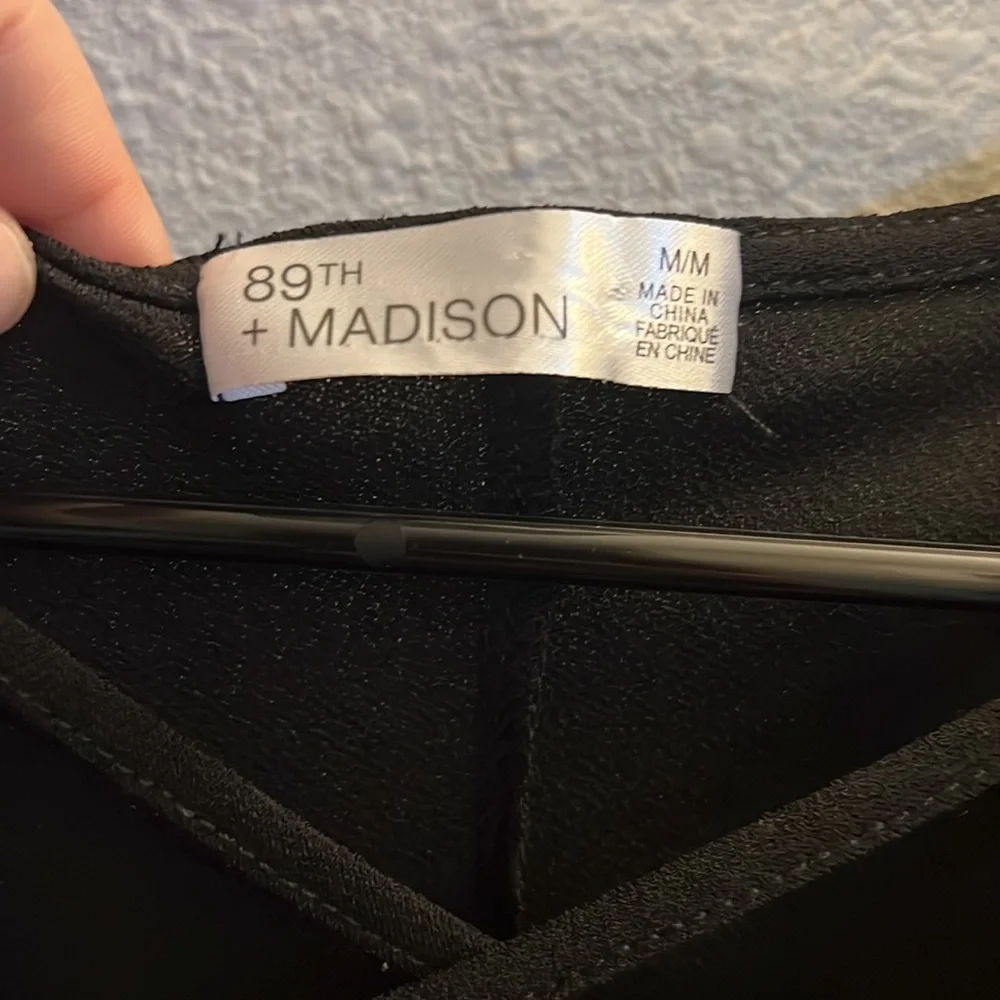 89TH
+ MADISON
M/M
MADE IN
CHINA
FABRIQUÉ
EN CHINE